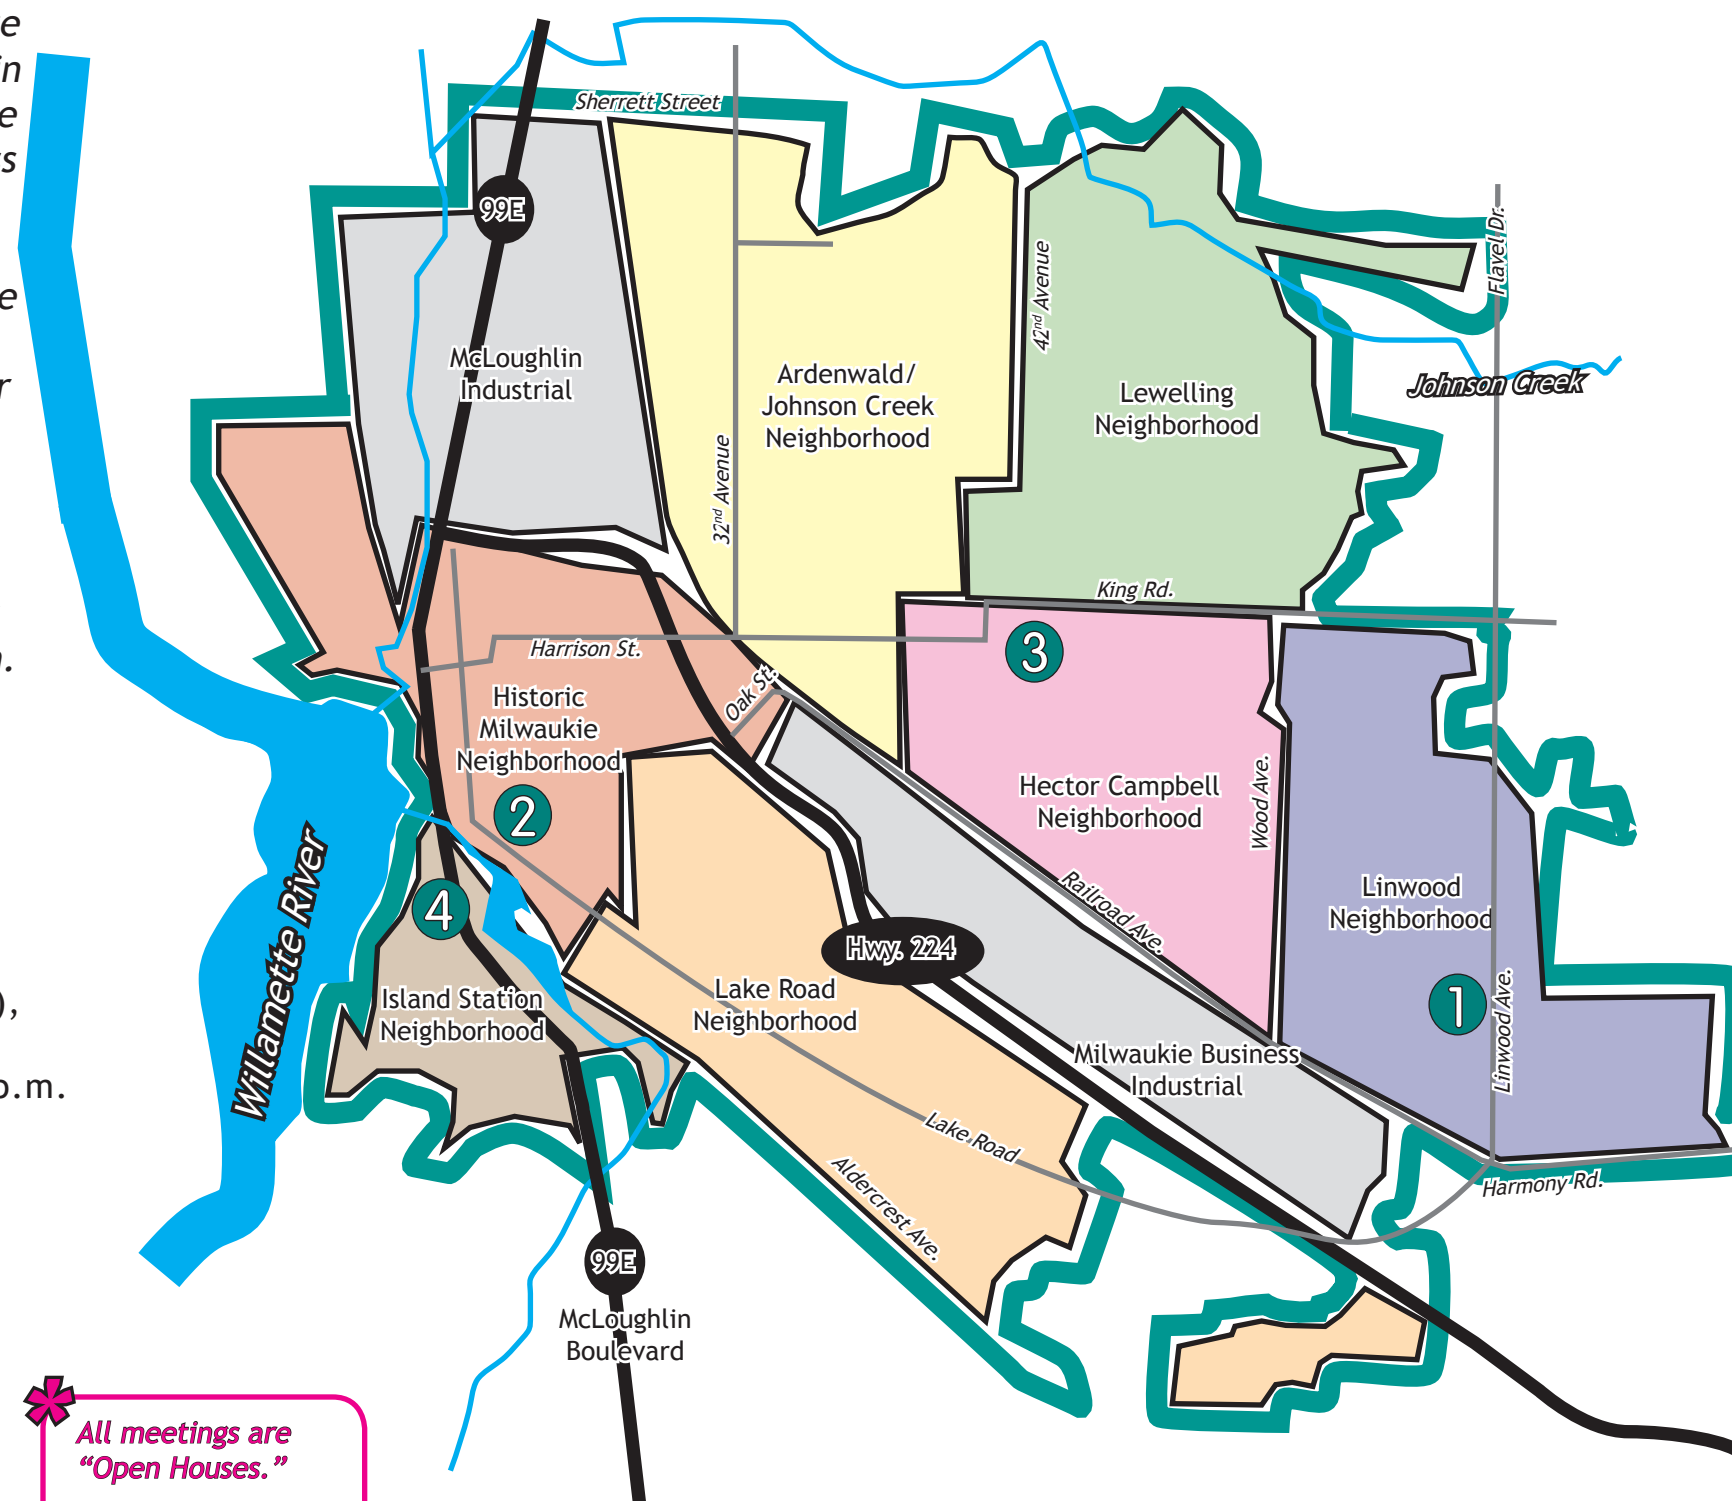 e
in
e
s
e
r
n.
),
p.m.
Sherrett Street
99E
McLoughlin
Industrial
Ardenwald/
Johnson Creek
Neighborhood
42nd Avenue
32nd Avenue
Lewelling
Neighborhood
Flavel Dr.
Johnson Creek
King Rd.
Harrison St.
Oak St.
Historic
Milwaukie
Neighborhood
2
3
Hector Campbell
Neighborhood
Wood Ave.
Railroad Ave.
Linwood
Neighborhood
1
Linwood Ave.
Willamette River
4
Island Station
Neighborhood
Hwy. 224
Lake Road
Neighborhood
Milwaukie Business
Industrial
Lake Road
Aldercrest Ave.
Harmony Rd.
99E
McLoughlin
Boulevard
All meetings are
“Open Houses.”